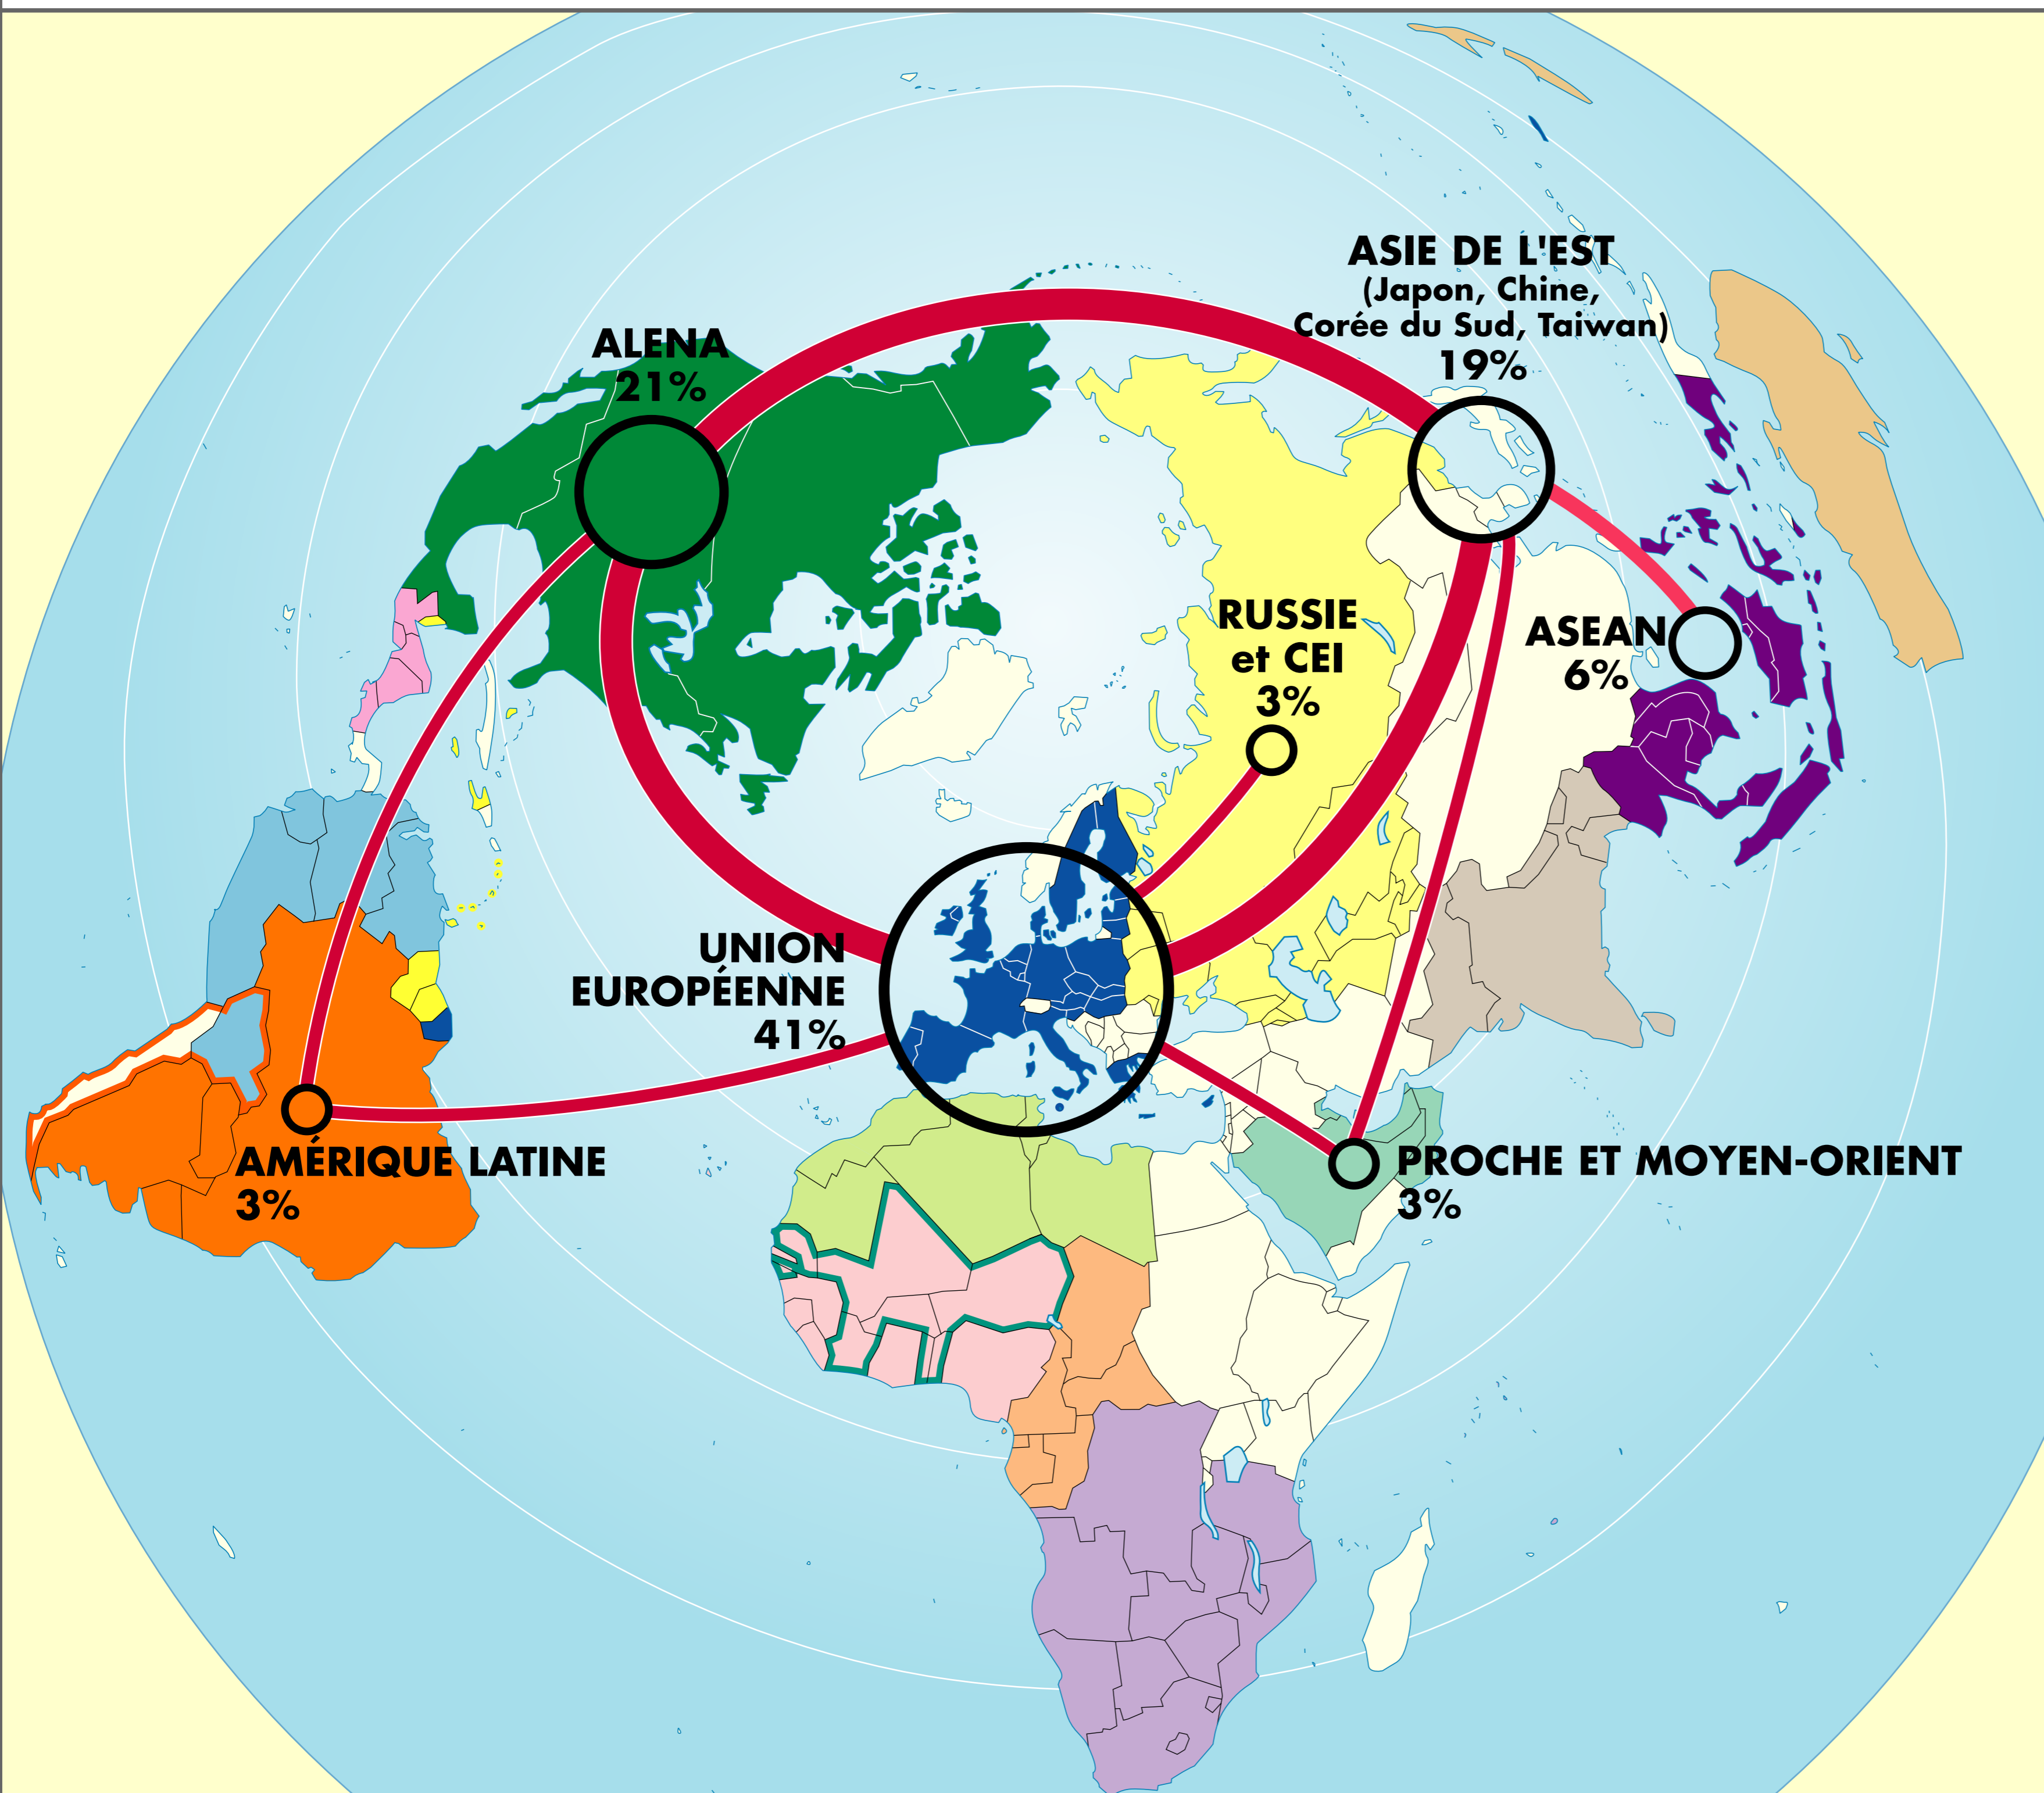 ASIE DE L'EST
(Japon, Chine,
Corée du Sud, Taiwan)
19%
ALENA
21%
RUSSIE
et CEI
3%
ASEAN
6%
UNION
EUROPÉENNE
41%
AMÉRIQUE LATINE
3%
PROCHE ET MOYEN-ORIENT
3%